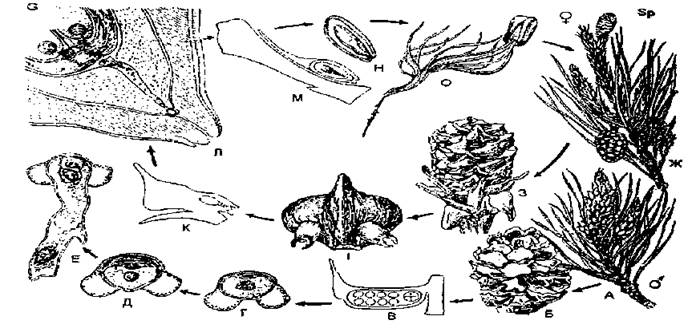 G
♀
Sp
Н
М
О
Л
Ж
З
К
І
Е
А
♂
Б
Д
Г
В